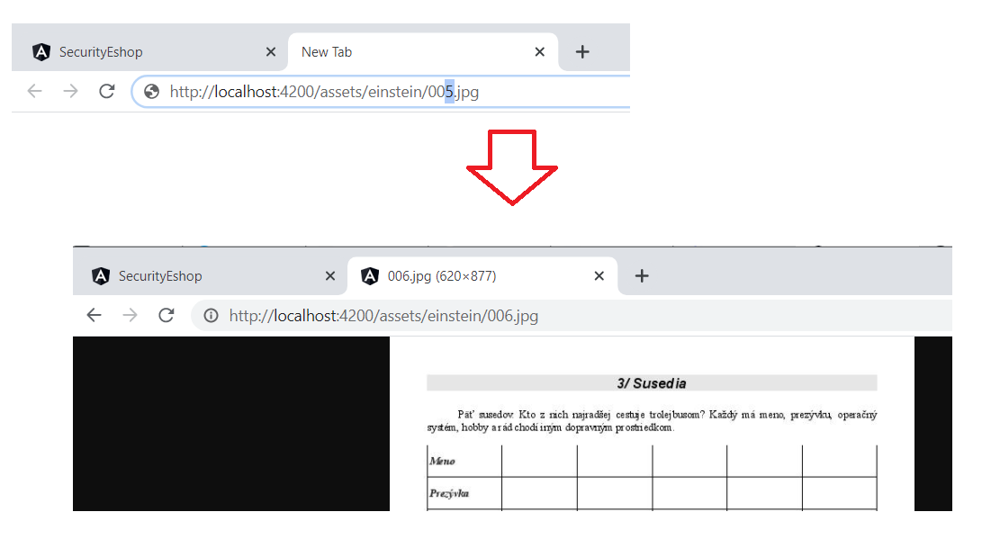 SecurityEshop
New Tab
http://localhost:4200/assets/einstein/005.jpg
SecurityEshop
006.jpg (620×877)
http://localhost:4200/assets/einstein/006.jpg
3/ Susedia
Päť susedov. Kto z nich najradšej cestuje trolejbusom? Každý má meno, prezývku, operačný
systém, hobby a rád chodí iným dopravným prostriedkom.
Meno
Prezývka